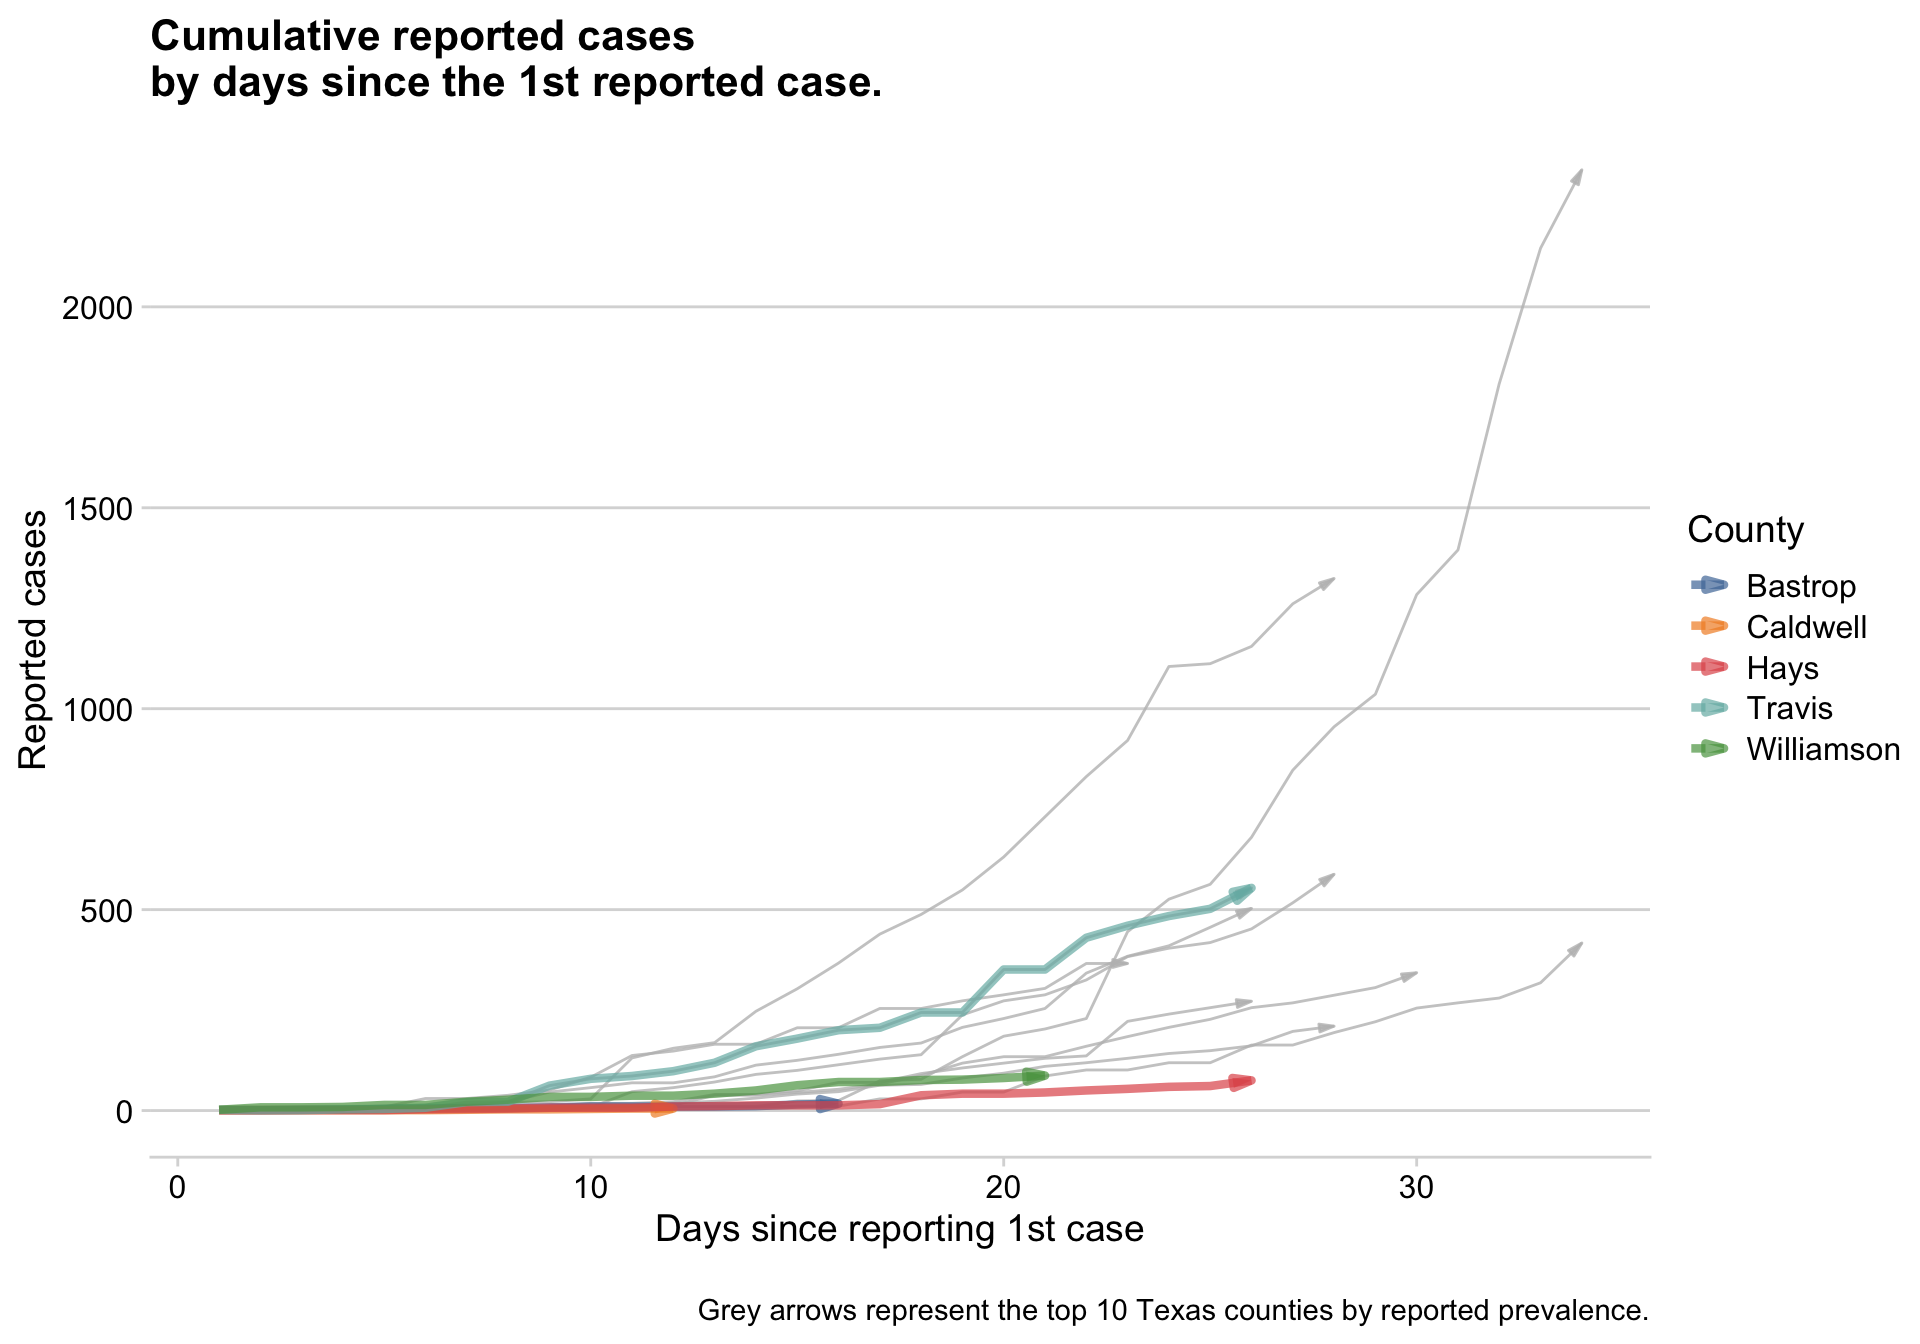 Cumulative reported cases
by days since the 1st reported case.
2000
1500
1000
500
0
Reported cases
0 10 20 30
Days since reporting 1st case
County
Bastrop
Caldwell
Hays
Travis
Williamson
Grey arrows represent the top 10 Texas counties by reported prevalence.